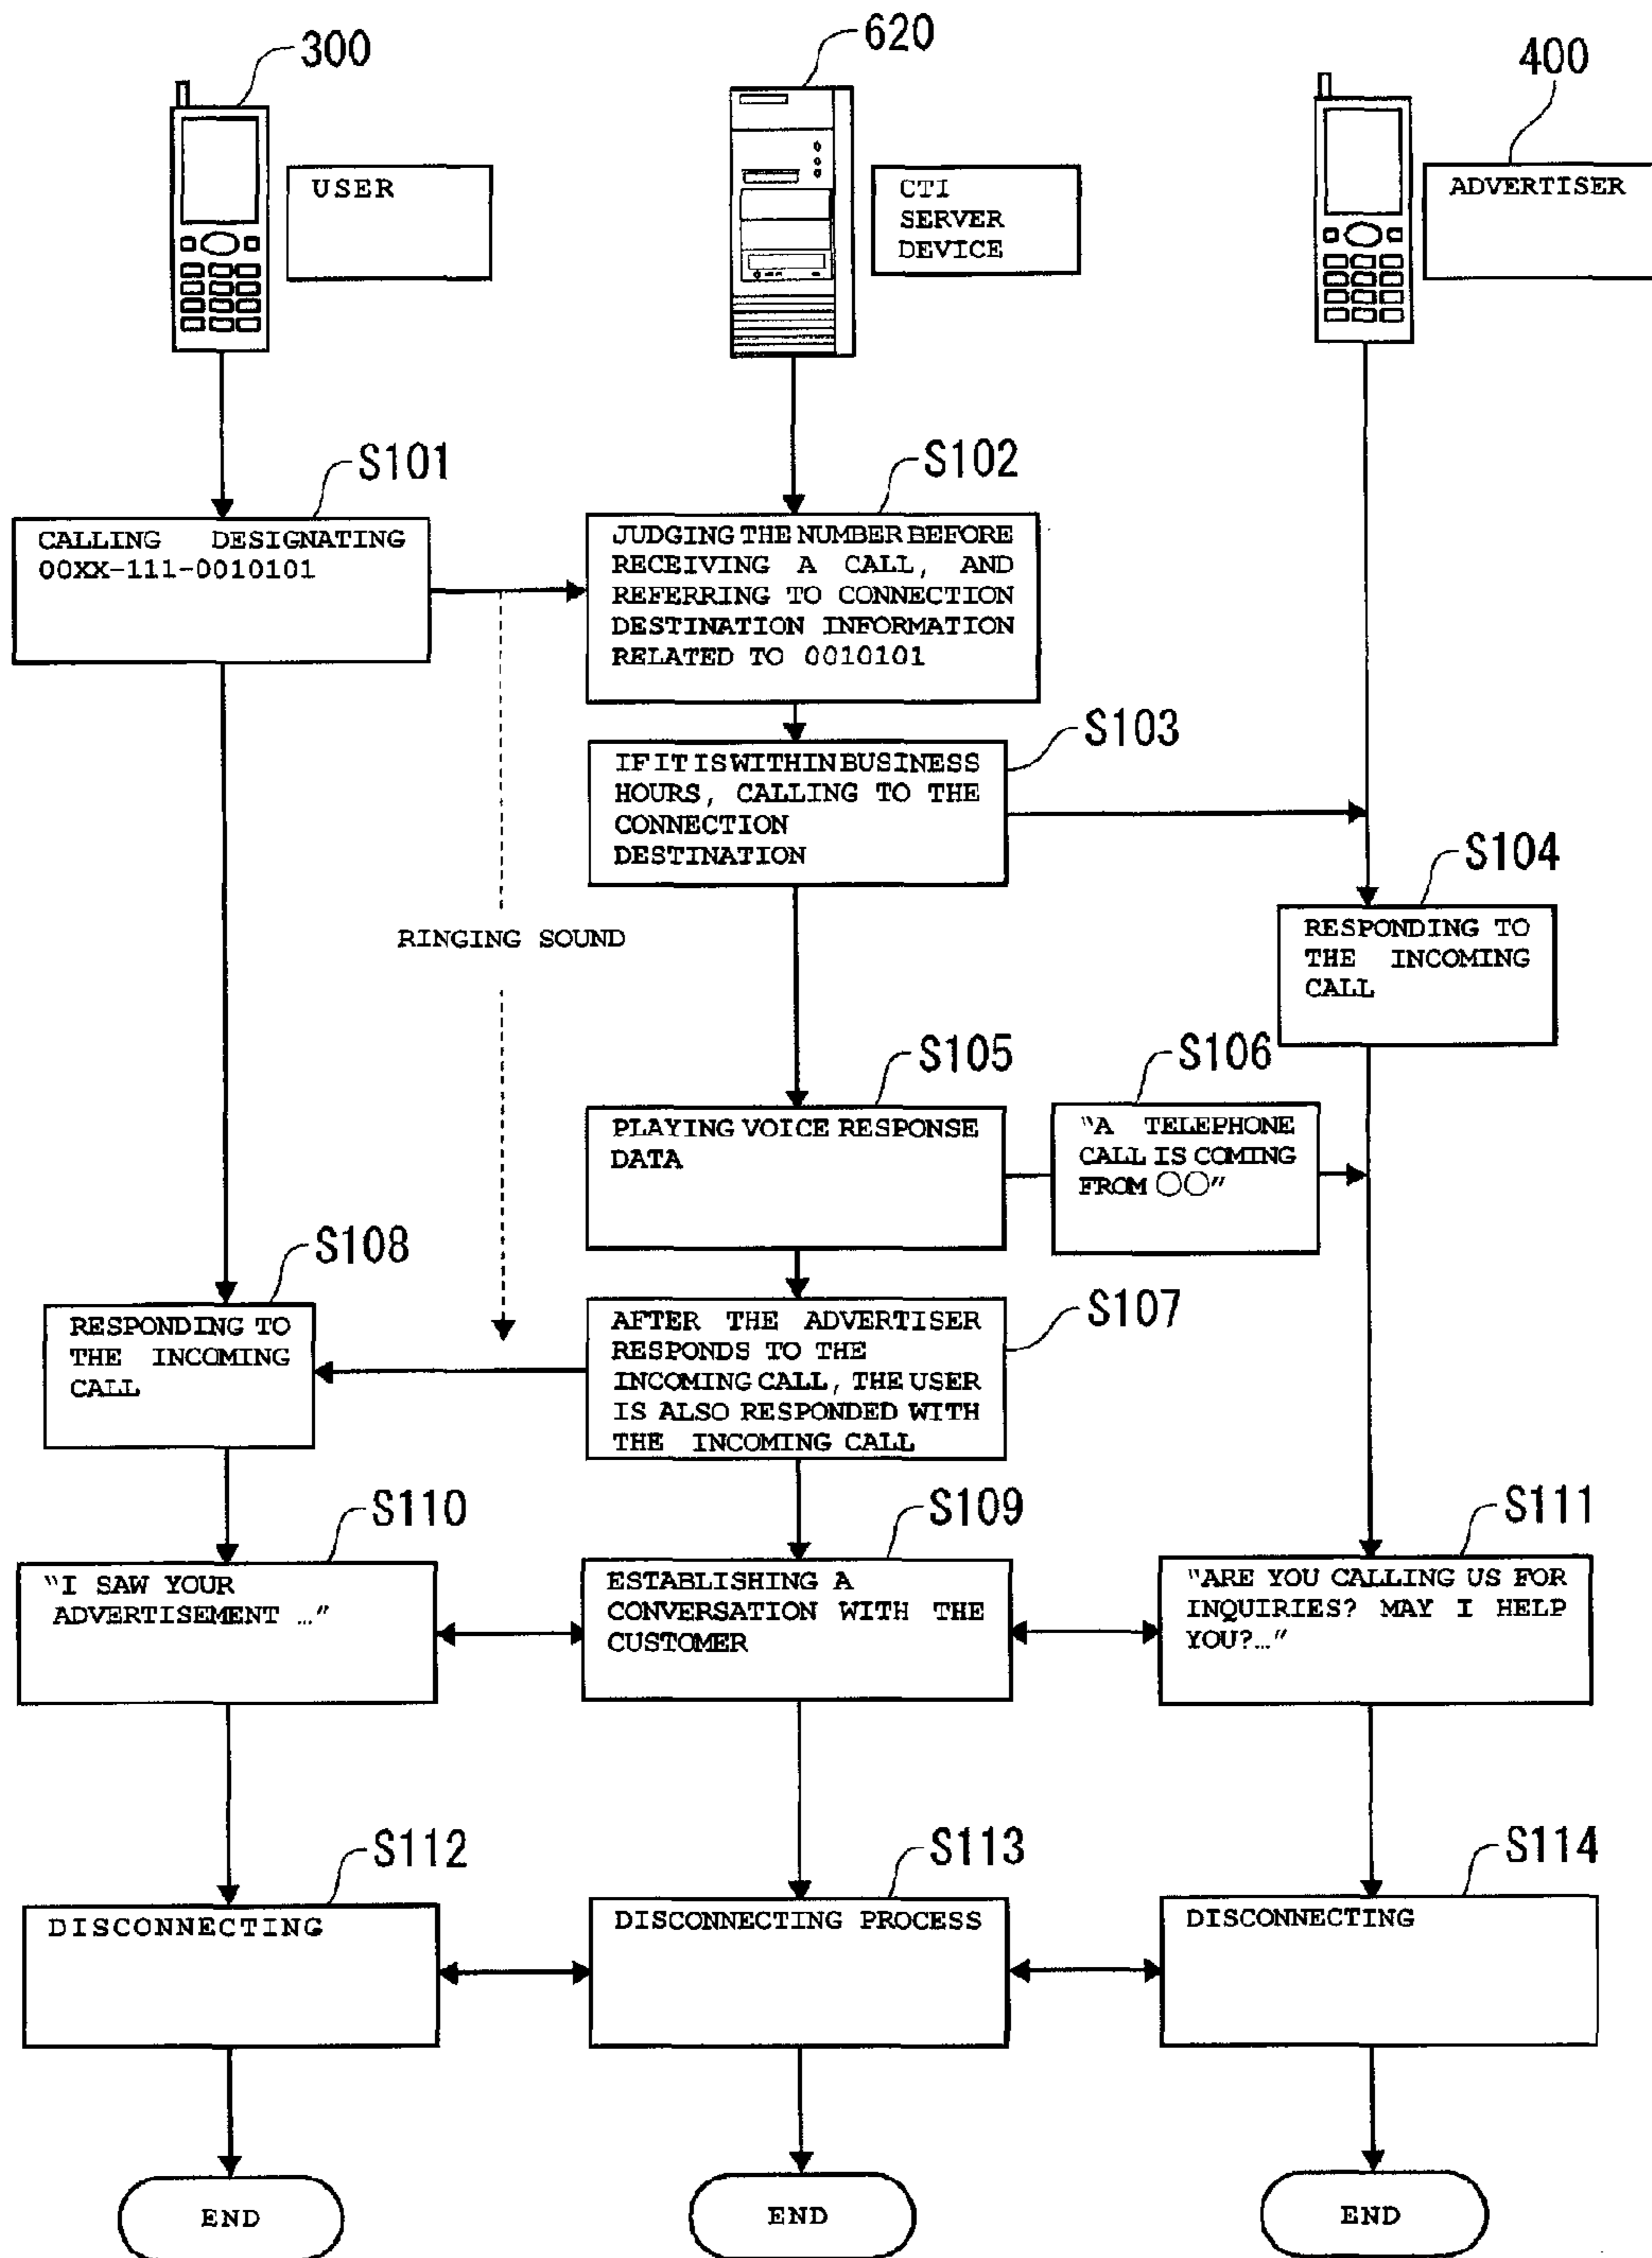 300
620
400
USER
CTI
SERVER
DEVICE
ADVERTISER
S101
CALLING DESIGNATING
00XX-111-0010101
S102
JUDGING THE NUMBER BEFORE
RECEIVING A CALL, AND
REFERRING TO CONNECTION
DESTINATION INFORMATION
RELATED TO 0010101
S103
IF IT IS WITHIN BUSINESS
HOURS, CALLING TO THE
CONNECTION
DESTINATION
S104
RESPONDING TO
THE INCOMING
CALL
RINGING SOUND
S105
PLAYING VOICE RESPONSE
DATA
S106
"A TELEPHONE
CALL IS COMING
FROM ○○"
S107
AFTER THE ADVERTISER
RESPONDS TO THE
INCOMING CALL, THE USER
IS ALSO RESPONDED WITH
THE INCOMING CALL
S108
RESPONDING TO
THE INCOMING
CALL
S110
"I SAW YOUR
ADVERTISEMENT …"
S109
ESTABLISHING A
CONVERSATION WITH THE
CUSTOMER
S111
"ARE YOU CALLING US FOR
INQUIRIES? MAY I HELP
YOU?…"
S112
DISCONNECTING
S113
DISCONNECTING PROCESS
S114
DISCONNECTING
END
END
END